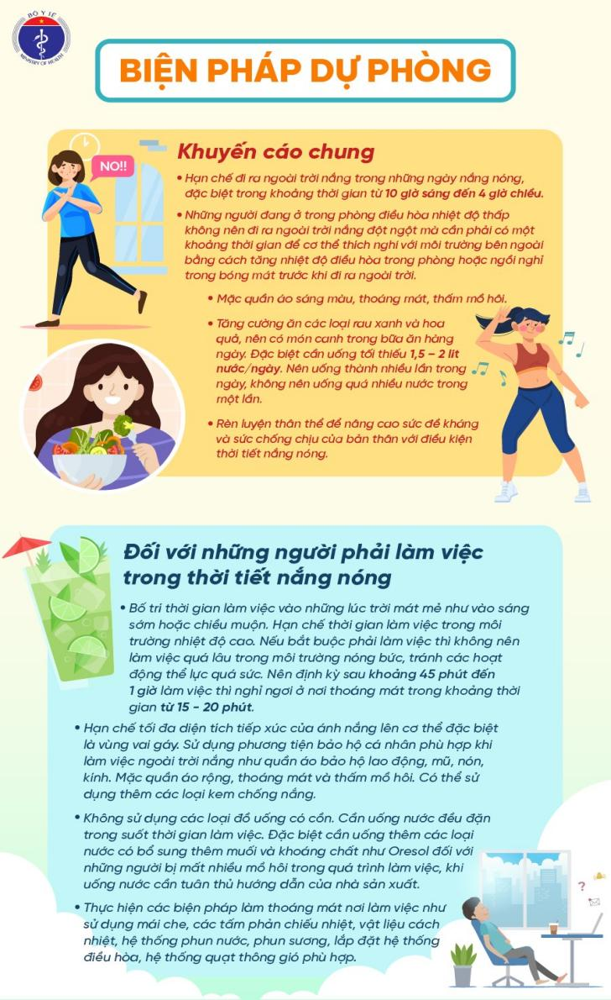 BỘ Y TẾ
MINISTRY OF HEALTH
BIỆN PHÁP DỰ PHÒNG
NO!!
Khuyến cáo chung
• Hạn chế đi ra ngoài trời nắng trong những ngày nắng nóng,
đặc biệt trong khoảng thời gian từ 10 giờ sáng đến 4 giờ chiều.
• Những người đang ở trong phòng điều hòa nhiệt độ thấp
không nên đi ra ngoài trời nắng đột ngột mà cần phải có một
khoảng thời gian để cơ thể thích nghi với môi trường bên ngoài
bằng cách tăng nhiệt độ điều hòa trong phòng hoặc ngồi nghỉ
trong bóng mát trước khi đi ra ngoài trời.
• Mặc quần áo sáng màu, thoáng mát, thấm mồ hôi.
• Tăng cường ăn các loại rau xanh và hoa
quả, nên có món canh trong bữa ăn hàng
ngày. Đặc biệt cần uống tối thiểu 1,5 – 2 lít
nước/ngày. Nên uống thành nhiều lần trong
ngày, không nên uống quá nhiều nước trong
một lần.
• Rèn luyện thân thể để nâng cao sức đề kháng
và sức chống chịu của bản thân với điều kiện
thời tiết nắng nóng.
Đối với những người phải làm việc
trong thời tiết nắng nóng
• Bố trí thời gian làm việc vào những lúc trời mát mẻ như vào sáng
sớm hoặc chiều muộn. Hạn chế thời gian làm việc trong môi
trường nhiệt độ cao. Nếu bắt buộc phải làm việc thì không nên
làm việc quá lâu trong môi trường nóng bức, tránh các hoạt
động thể lực quá sức. Nên định kỳ sau khoảng 45 phút đến
1 giờ làm việc thì nghỉ ngơi ở nơi thoáng mát trong khoảng thời
gian từ 15 - 20 phút.
• Hạn chế tối đa diện tích tiếp xúc của ánh nắng lên cơ thể đặc biệt
là vùng vai gáy. Sử dụng phương tiện bảo hộ cá nhân phù hợp khi
làm việc ngoài trời nắng như quần áo bảo hộ lao động, mũ, nón,
kính. Mặc quần áo rộng, thoáng mát và thấm mồ hôi. Có thể sử
dụng thêm các loại kem chống nắng.
• Không sử dụng các loại đồ uống có cồn. Cần uống nước đều đặn
trong suốt thời gian làm việc. Đặc biệt cần uống thêm các loại
nước có bổ sung thêm muối và khoáng chất như Oresol đối với
những người bị mất nhiều mồ hôi trong quá trình làm việc, khi
uống nước cần tuân thủ hướng dẫn của nhà sản xuất.
• Thực hiện các biện pháp làm thoáng mát nơi làm việc như
sử dụng mái che, các tấm phản chiếu nhiệt, vật liệu cách
nhiệt, hệ thống phun nước, phun sương, lắp đặt hệ thống
điều hòa, hệ thống quạt thông gió phù hợp.
?